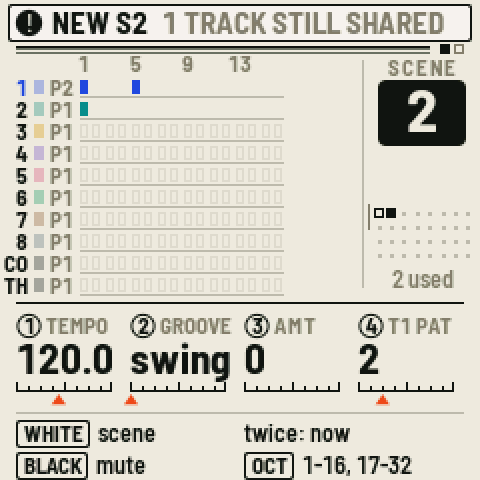 ! NEW S2 1 TRACK STILL SHARED
1 5 9 13
SCENE
2
1 P2
2 P1
3 P1
4 P1
5 P1
6 P1
7 P1
8 P1
CO P1
TH P1
2 used
1 TEMPO 2 GROOVE 3 AMT 4 T1 PAT
120.0 swing 0 2
WHITE scene twice: now
BLACK mute OCT 1-16, 17-32